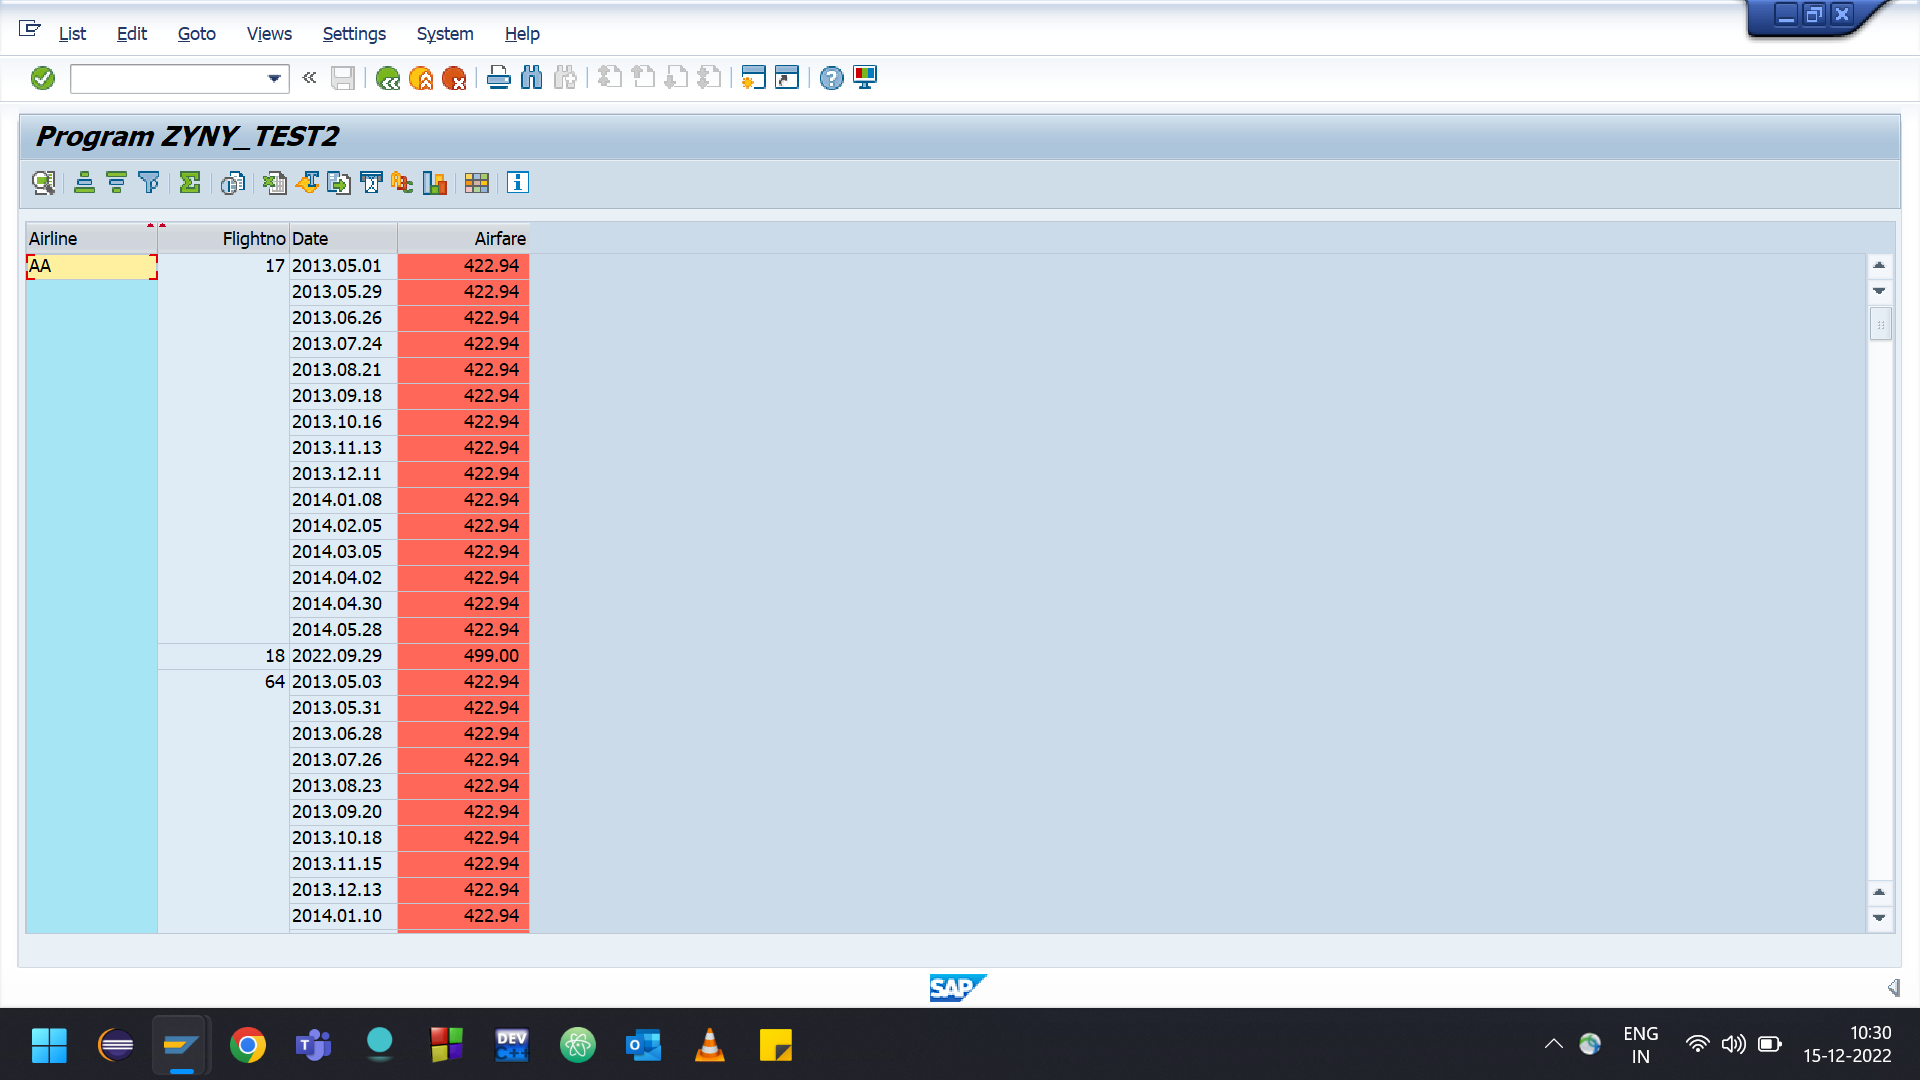 List Edit Goto Views Settings System Help
Program ZYNY_TEST2
Airline Flightno Date Airfare
AA 17 2013.05.01 422.94
2013.05.29 422.94
2013.06.26 422.94
2013.07.24 422.94
2013.08.21 422.94
2013.09.18 422.94
2013.10.16 422.94
2013.11.13 422.94
2013.12.11 422.94
2014.01.08 422.94
2014.02.05 422.94
2014.03.05 422.94
2014.04.02 422.94
2014.04.30 422.94
2014.05.28 422.94
18 2022.09.29 499.00
64 2013.05.03 422.94
2013.05.31 422.94
2013.06.28 422.94
2013.07.26 422.94
2013.08.23 422.94
2013.09.20 422.94
2013.10.18 422.94
2013.11.15 422.94
2013.12.13 422.94
2014.01.10 422.94
SAP
DEV
C++
ENG
IN
10:30
15-12-2022